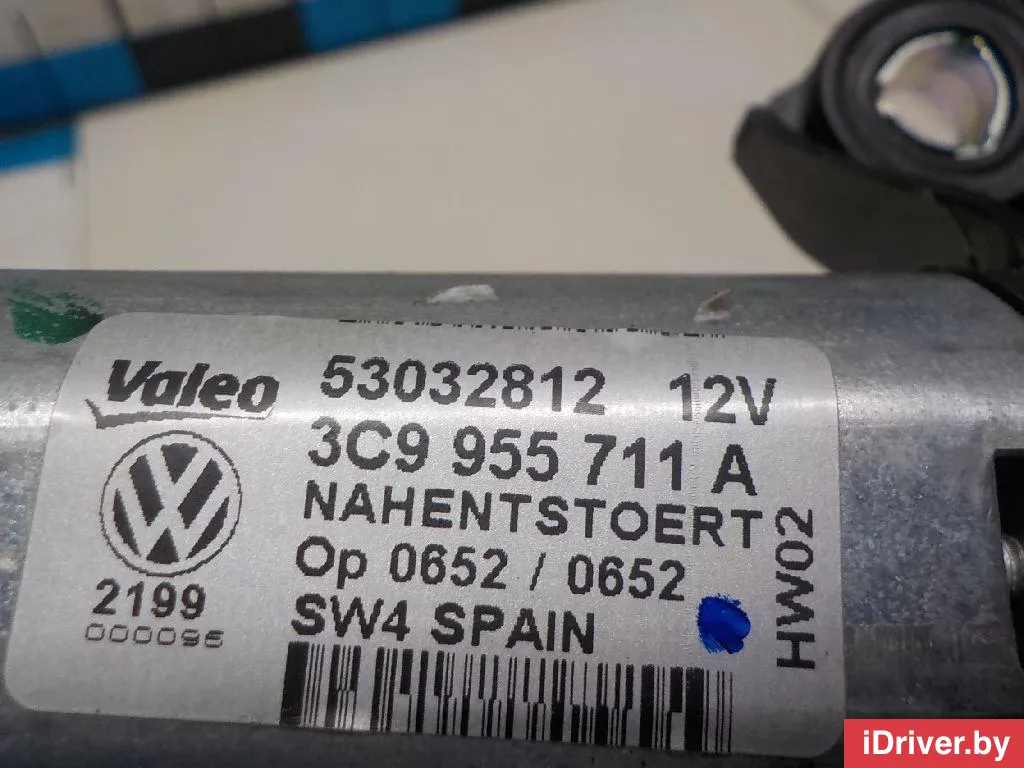 Valeo 53032812 12V
3C9 955 711 A
NAHENTSTOERT
Op 0652 / 0652
SW4 SPAIN
HW02
2199
000096
iDriver.by